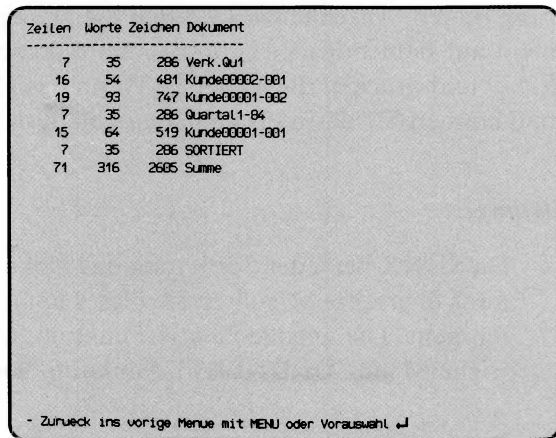 Zeilen Worte Zeichen Dokument
------------------------------------
7 35 286 Verk.Qu1
16 54 481 Kunde00002-001
19 93 747 Kunde00001-002
7 35 286 Quartal1-84
15 64 519 Kunde00001-001
7 35 286 SORTIERT
71 316 2605 Summe
- Zurueck ins vorige Menue mit MENU oder Vorauswahl ↵